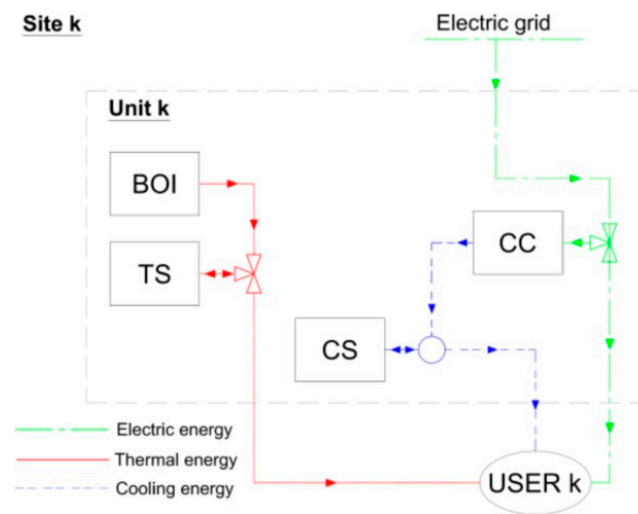 Site k
Electric grid
Unit k
BOI
TS
CC
CS
Electric energy
Thermal energy
Cooling energy
USER k